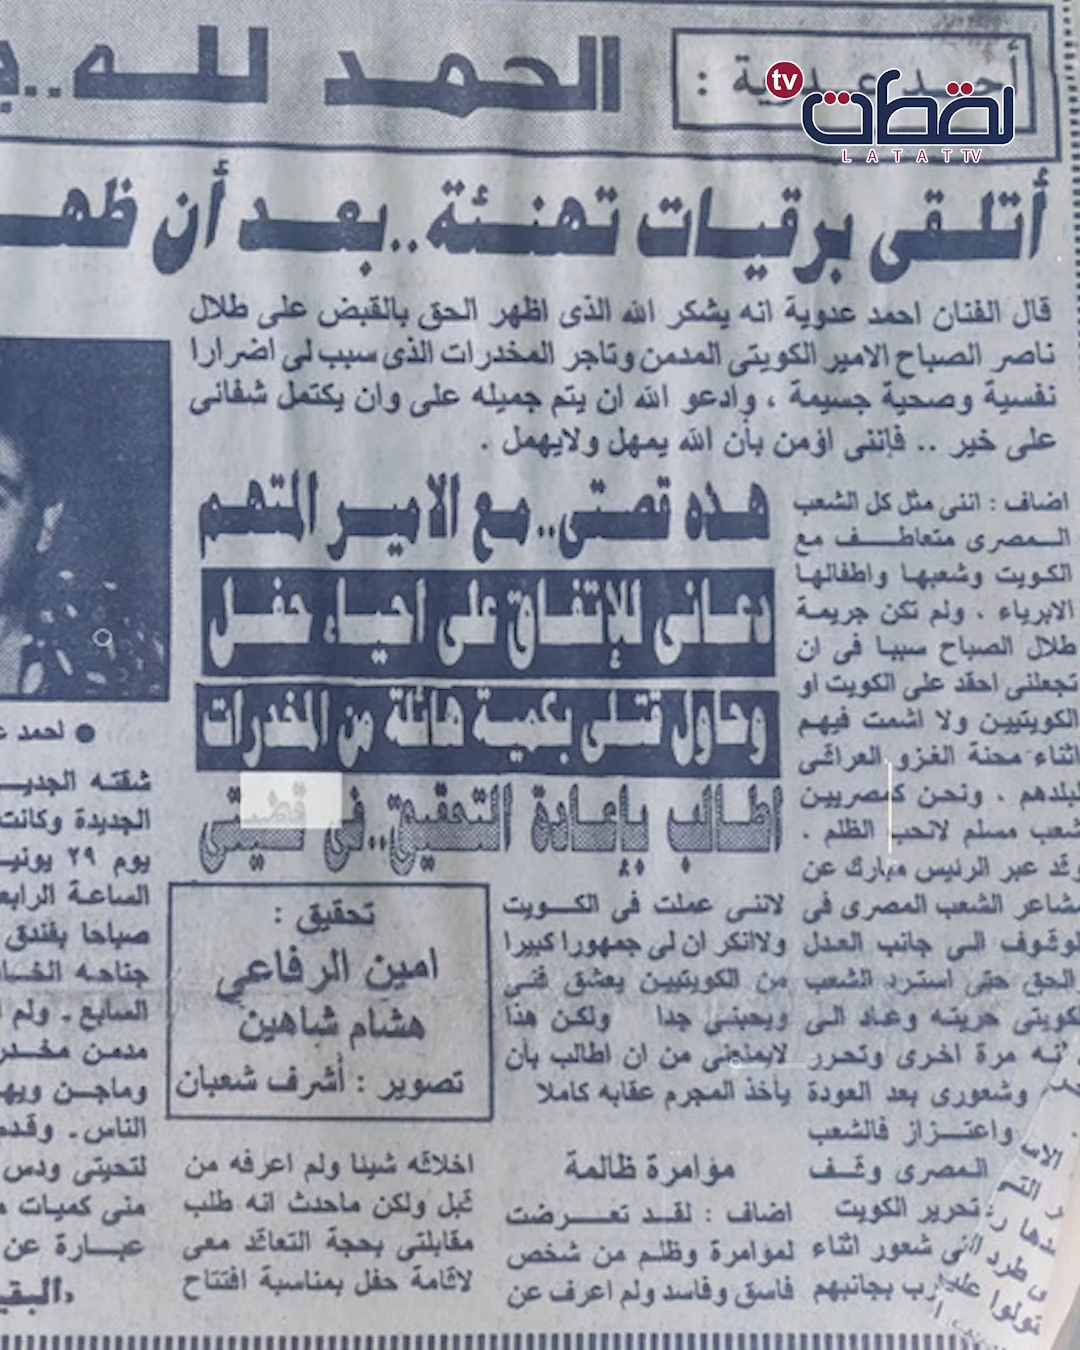 أحمد عدوية :
الحمد لله..
tv
لقطات
LATAT TV
أتلقى برقيات تهنئة..بعد أن
قال الفنان احمد عدوية انه يشكر الله الذى اظهر الحق بالقبض على طلال
ناصر الصباح الامير الكويتى المدمن وتاجر المخدرات الذى سبب لى اضرارا
نفسية وصحية جسيمة ، وادعو الله ان يتم جميله على وان يكتمل شفائى
على خير .. فإننى اؤمن بأن الله يمهل ولايهمل .
هذه قصتى..مع الامير المتهم
دعانى للإتفاق على احياء حفل
وحاول قتلى بكمية هائلة من المخدرات
اطالب بإعادة التحقيق..فى قضيتى
اضاف : اننى مثل كل الشعب
المصرى متعاطف مع
الكويت وشعبها واطفالها
الابرياء . ولم تكن جريمة
طلال الصباح سببا فى ان
تجعلنى احقد على الكويت او
الكويتيين ولا اشمت فيهم
اثناء محنة الغزو العراقى
لبلدهم . ونحن كمصريين
شعب مسلم لانحب الظلم .
وقد عبر الرئيس مبارك عن
مشاعر الشعب المصرى فى
الوقوف الى جانب العدل
الحق حتى استرد الشعب
الكويتى حريته وعاد الى
مرة اخرى وتحرر
وشعورى بعد العودة
واعتزاز فالشعب
المصرى وقف
تحرير الكويت
شعور اثناء
بجانبهم
لاننى عملت فى الكويت
ولاانكر ان لى جمهورا كبيرا
من الكويتيين يعشق فنى
ويحبنى جدا ولكن هذا
لايمنعنى من ان اطالب بأن
يأخذ المجرم عقابه كاملا
مؤامرة ظالمة
اضاف : لقد تعرضت
لمؤامرة وظلم من شخص
فاسق وفاسد ولم اعرف عن
تحقيق :
امين الرفاعي
هشام شاهين
تصوير : أشرف شعبان
اخلاقه شيئا ولم اعرفه من
قبل ولكن ماحدث انه طلب
مقابلتى بحجة التعاقد معى
لاقامة حفل بمناسبة افتتاح
احمد
شقته
الجديدة وكانت
يوم ٢٩
الساعة
صباحا بفندق
جناحه
السابع . ولم
مدمن
وماجن
الناس .
لتحيتى ودس
منى كميات
عبارة عن